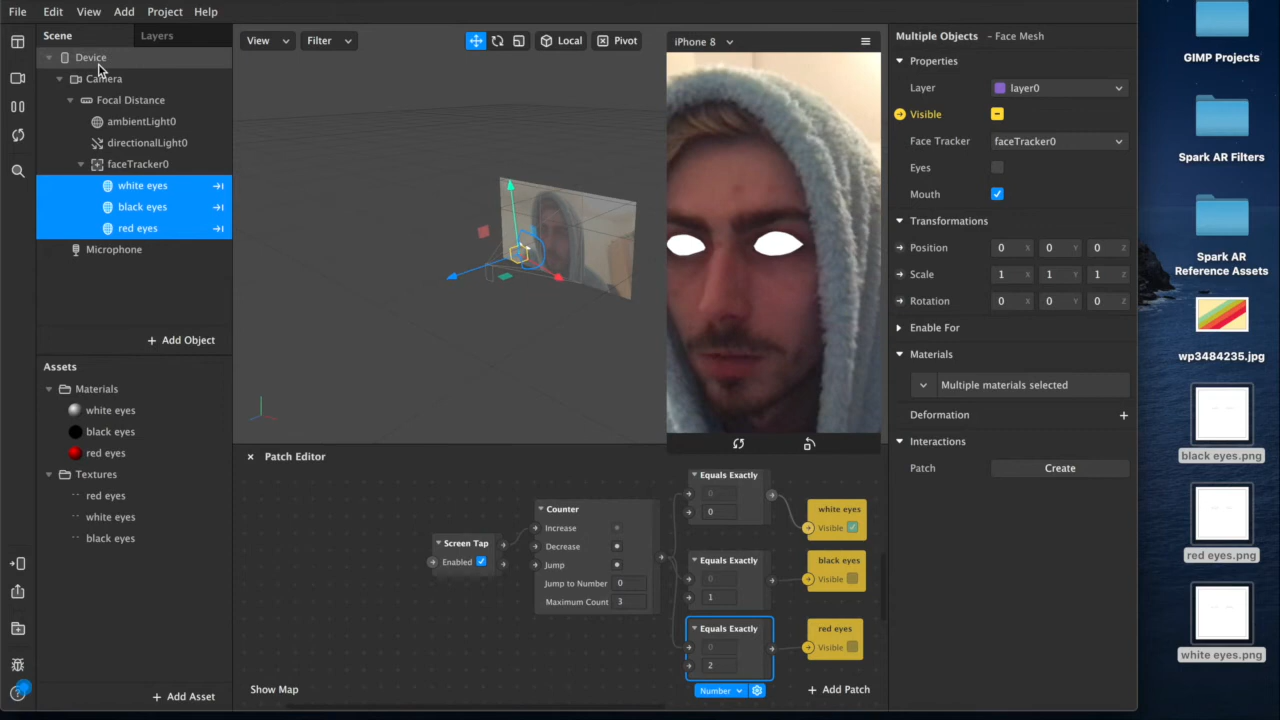 File Edit View Add Project Help
Scene Layers
Device
Camera
Focal Distance
ambientLight0
directionalLight0
faceTracker0
white eyes
black eyes
red eyes
Microphone
+ Add Object
Assets
Materials
white eyes
black eyes
red eyes
Textures
red eyes
white eyes
black eyes
+ Add Asset
View Filter Local Pivot
iPhone 8
Patch Editor
Screen Tap
Enabled
Counter
Increase
Decrease
Jump
Jump to Number 0
Maximum Count 3
Equals Exactly
0
0
Equals Exactly
0
1
Equals Exactly
0
2
Number
white eyes
Visible
black eyes
Visible
red eyes
Visible
Show Map
+ Add Patch
Multiple Objects - Face Mesh
Properties
Layer layer0
Visible
Face Tracker faceTracker0
Eyes
Mouth
Transformations
Position 0 X 0 Y 0 Z
Scale 1 X 1 Y 1 Z
Rotation 0 X 0 Y 0 Z
Enable For
Materials
Multiple materials selected
Deformation +
Interactions
Patch Create
GIMP Projects
Spark AR Filters
Spark AR
Reference Assets
wp3484235.jpg
black eyes.png
red eyes.png
white eyes.png